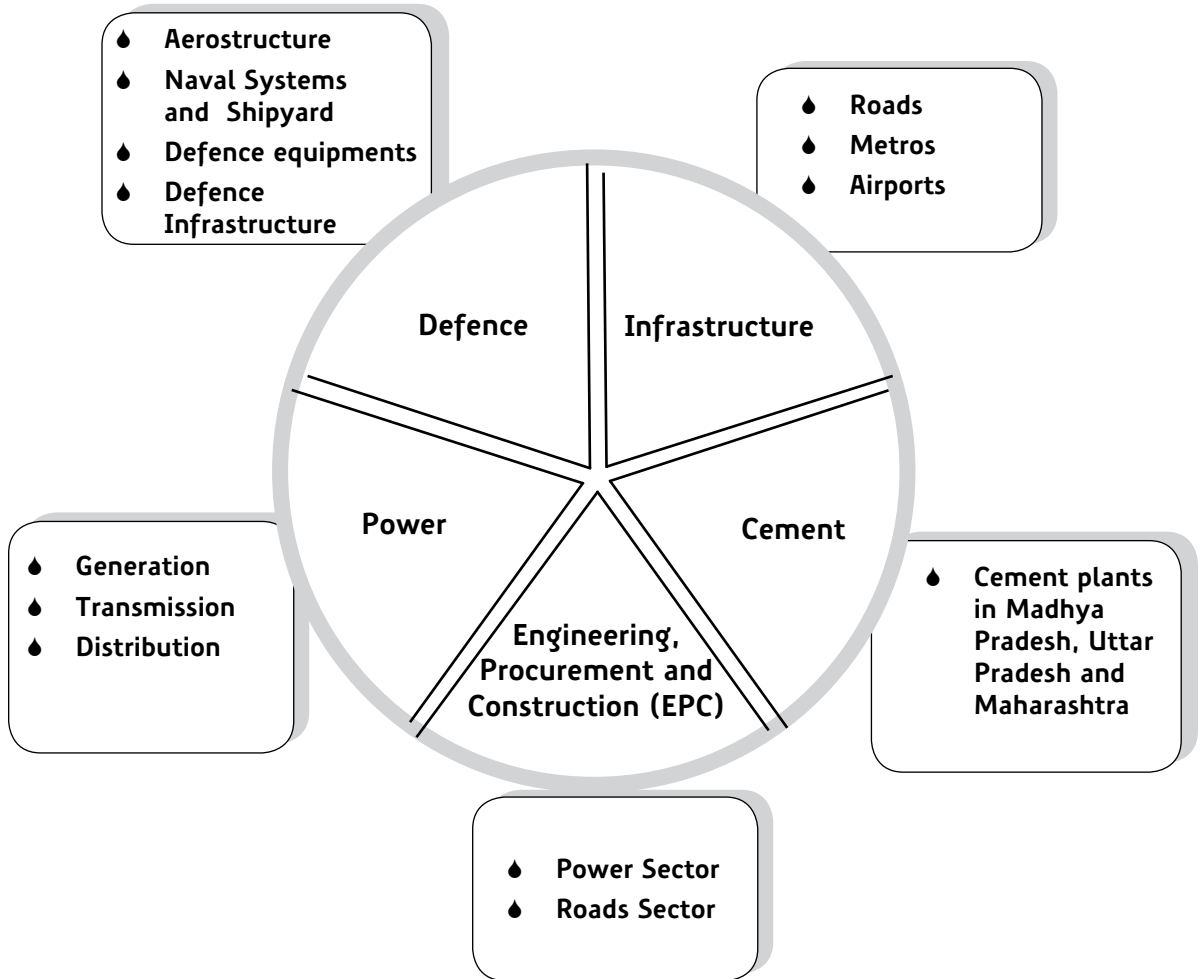 Aerostructure
Naval Systems
and Shipyard
Defence equipments
Defence
Infrastructure
Roads
Metros
Airports
Defence
Infrastructure
Power
Cement
Engineering,
Procurement and
Construction (EPC)
Generation
Transmission
Distribution
Cement plants
in Madhya
Pradesh, Uttar
Pradesh and
Maharashtra
Power Sector
Roads Sector